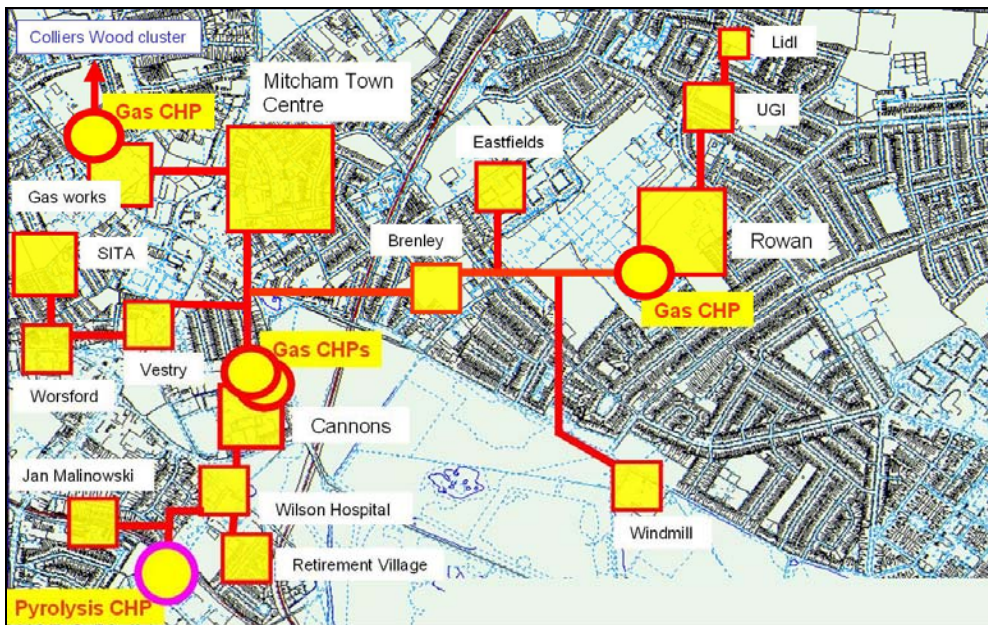 Colliers Wood cluster
Lidl
Mitcham Town
Centre
Gas CHP
UGI
Eastfields
Gas works
Brenley
Rowan
SITA
Gas CHP
Gas CHPs
Vestry
Worsford
Cannons
Jan Malinowski
Wilson Hospital
Windmill
Retirement Village
Pyrolysis CHP